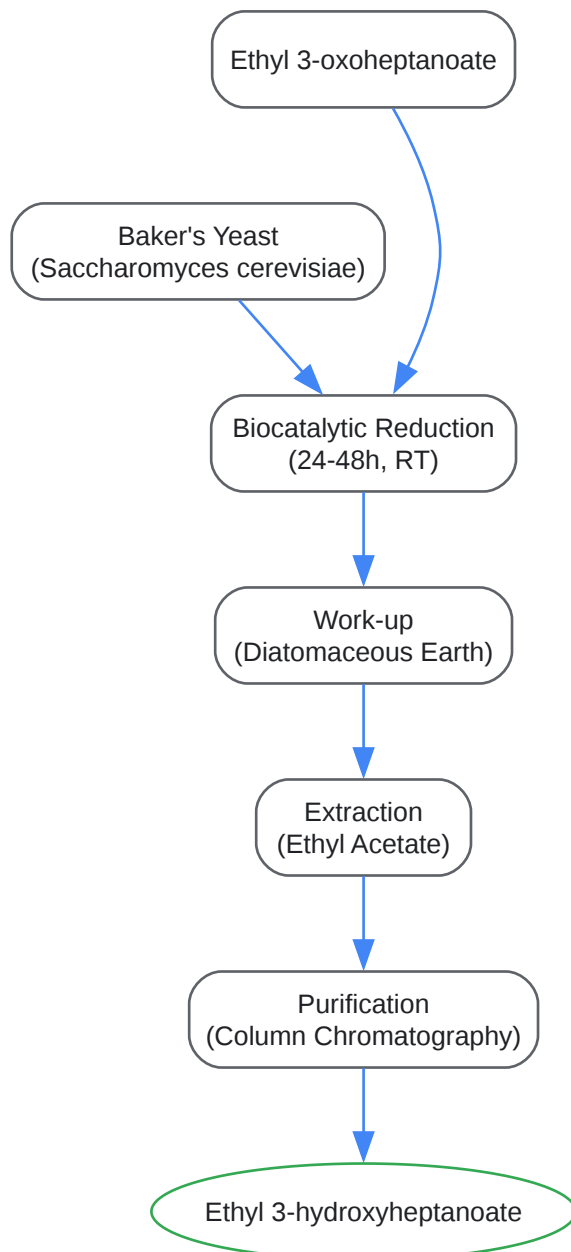 Ethyl 3-oxoheptanoate
Baker's Yeast
(Saccharomyces cerevisiae)
Biocatalytic Reduction
(24-48h, RT)
Work-up
(Diatomaceous Earth)
Extraction
(Ethyl Acetate)
Purification
(Column Chromatography)
Ethyl 3-hydroxyheptanoate